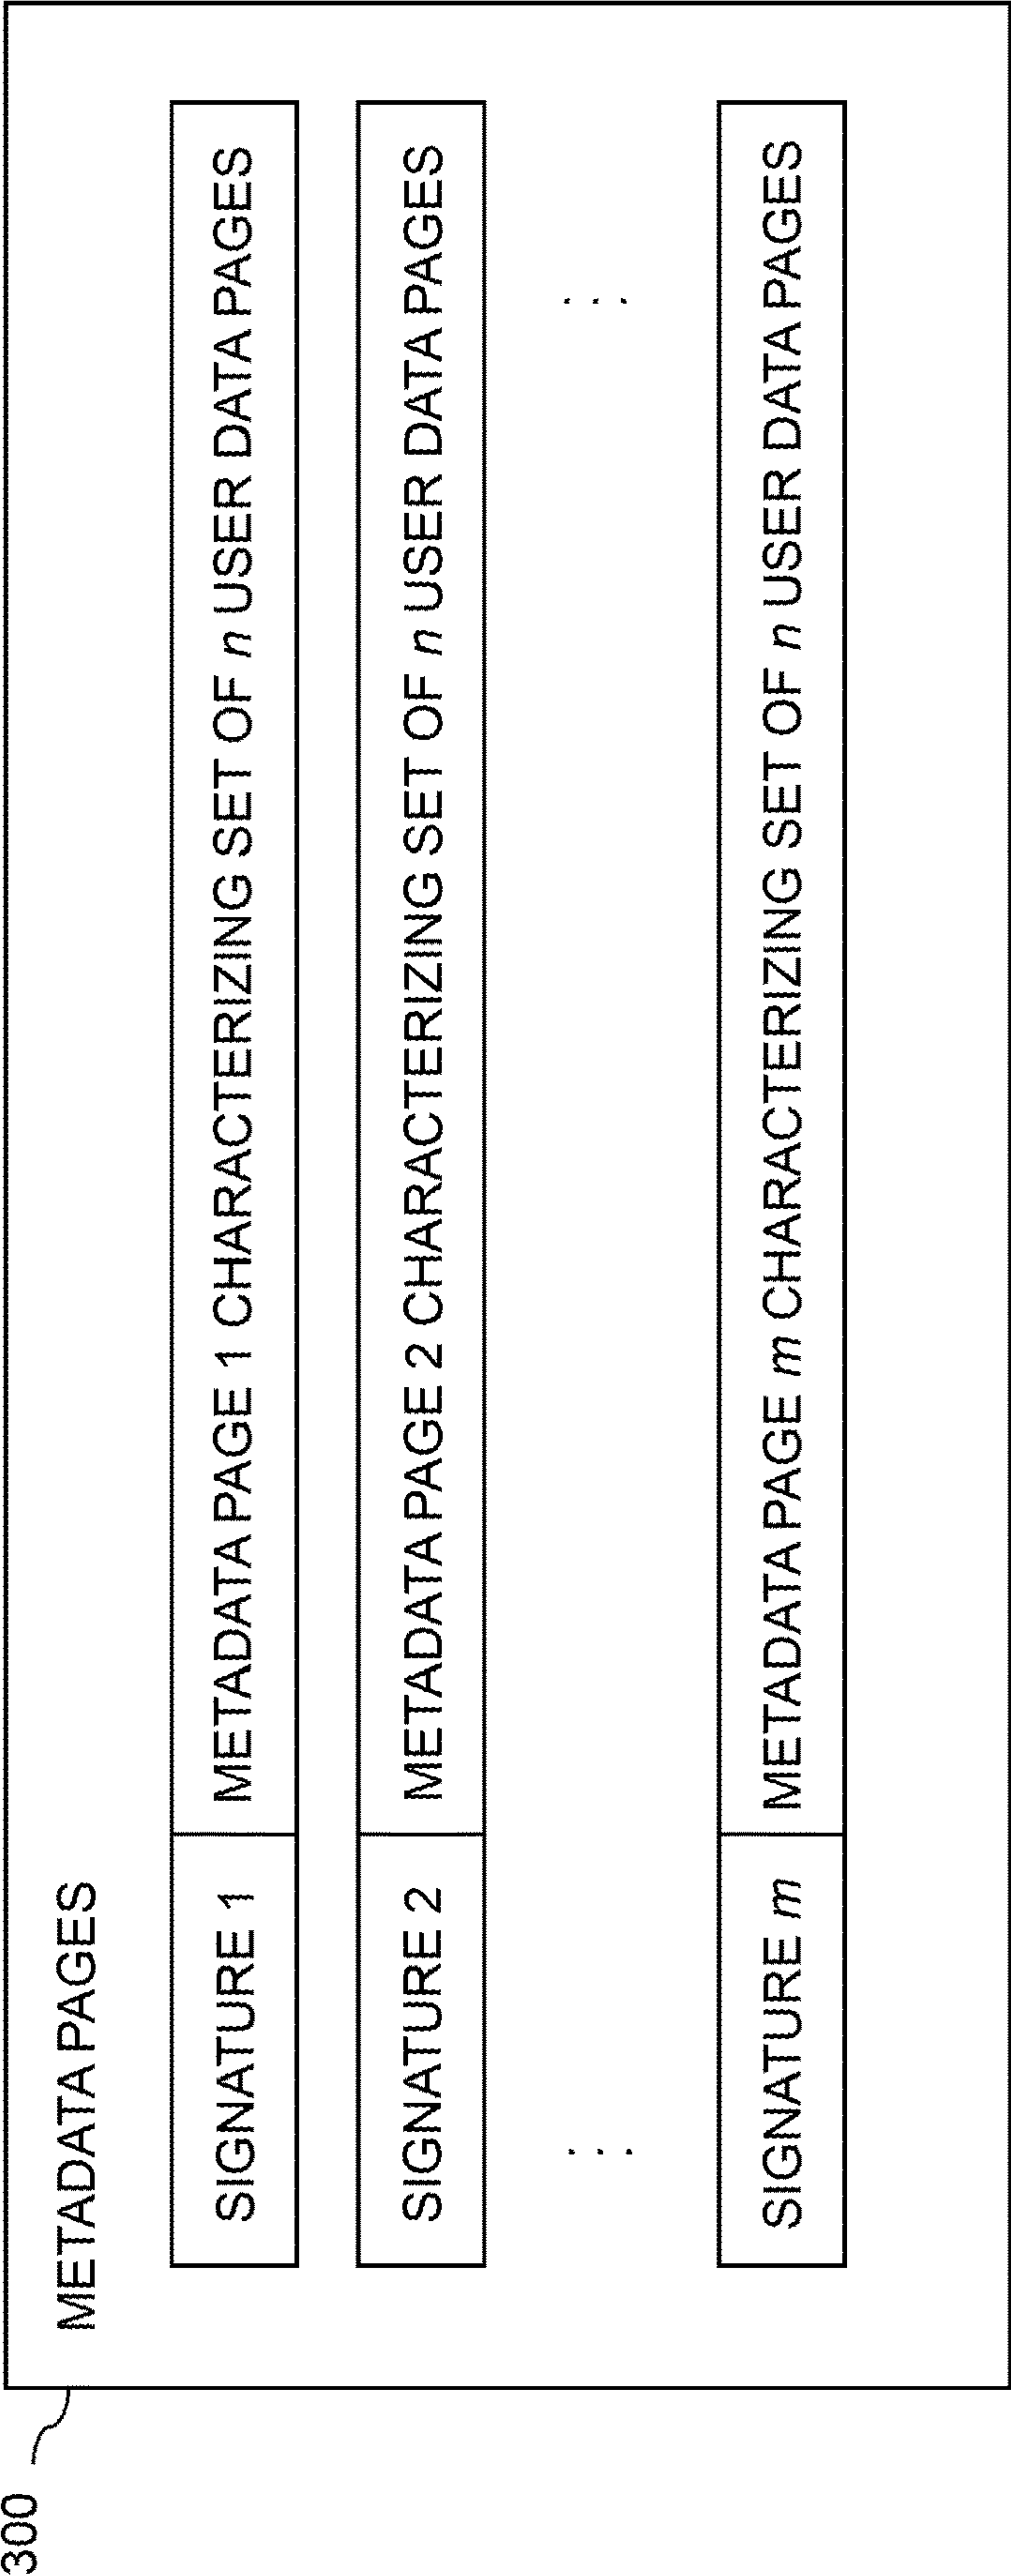 300
METADATA PAGES
SIGNATURE 1 METADATA PAGE 1 CHARACTERIZING SET OF n USER DATA PAGES
SIGNATURE 2 METADATA PAGE 2 CHARACTERIZING SET OF n USER DATA PAGES
. . . . . .
SIGNATURE m METADATA PAGE m CHARACTERIZING SET OF n USER DATA PAGES